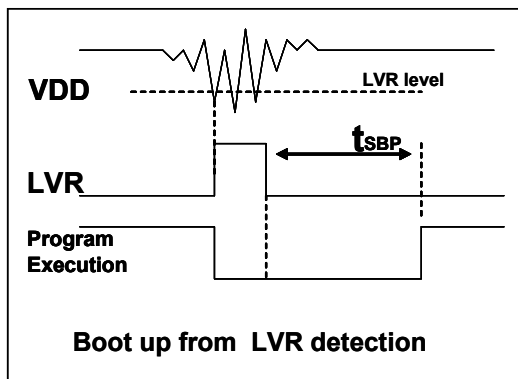 LVR level
VDD
tSBP
LVR
Program
Execution
Boot up from LVR detection